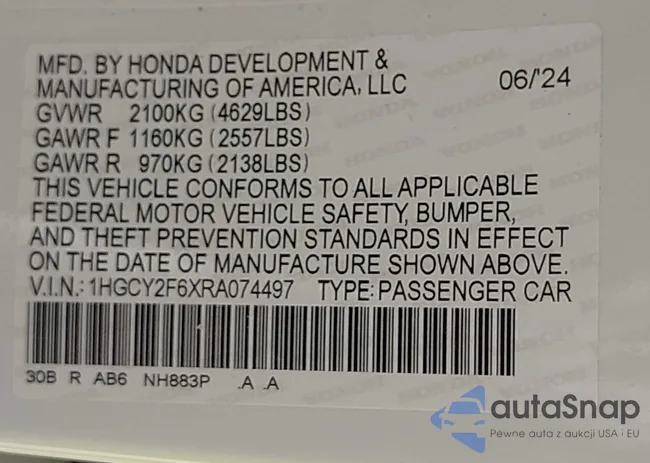 MFD. BY HONDA DEVELOPMENT &
MANUFACTURING OF AMERICA, LLC
06/'24
GVWR 2100KG (4629LBS)
GAWR F 1160KG (2557LBS)
GAWR R 970KG (2138LBS)
THIS VEHICLE CONFORMS TO ALL APPLICABLE
FEDERAL MOTOR VEHICLE SAFETY, BUMPER,
AND THEFT PREVENTION STANDARDS IN EFFECT
ON THE DATE OF MANUFACTURE SHOWN ABOVE.
V.I.N.: 1HGCY2F6XRA074497 TYPE: PASSENGER CAR
30B R AB6 NH883P .A .A
autaSnap
Pewne auta z aukcji USA i EU